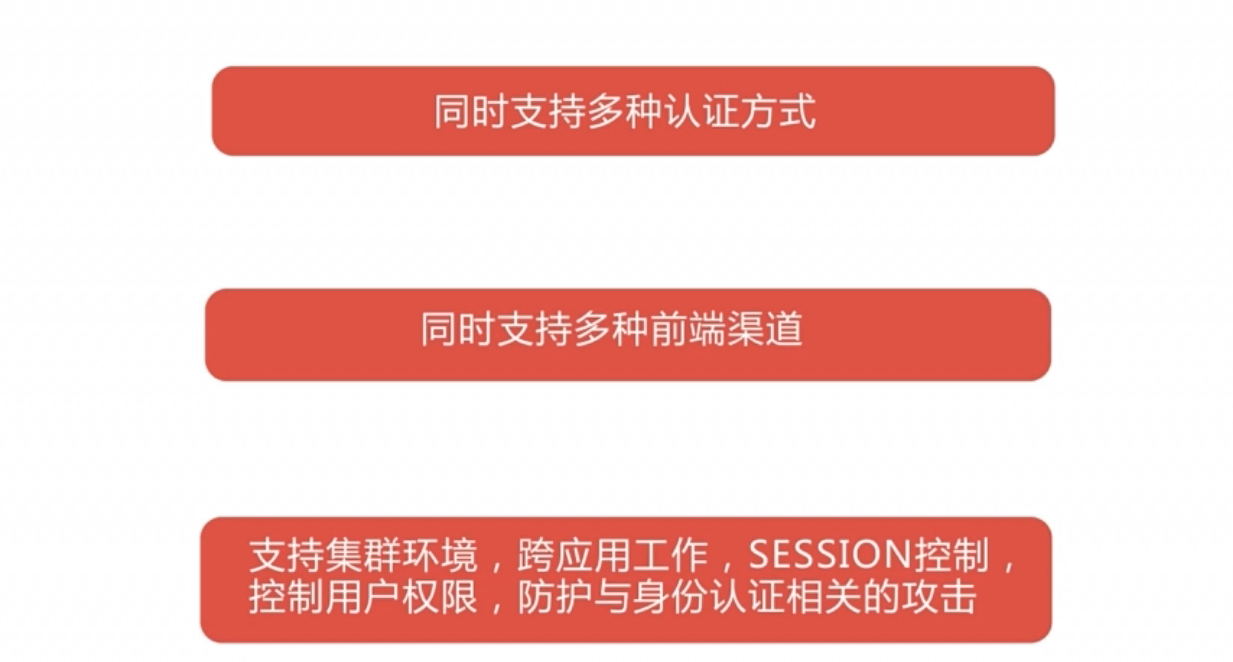 同时支持多种认证方式
同时支持多种前端渠道
支持集群环境，跨应用工作，SESSION控制，
控制用户权限，防护与身份认证相关的攻击